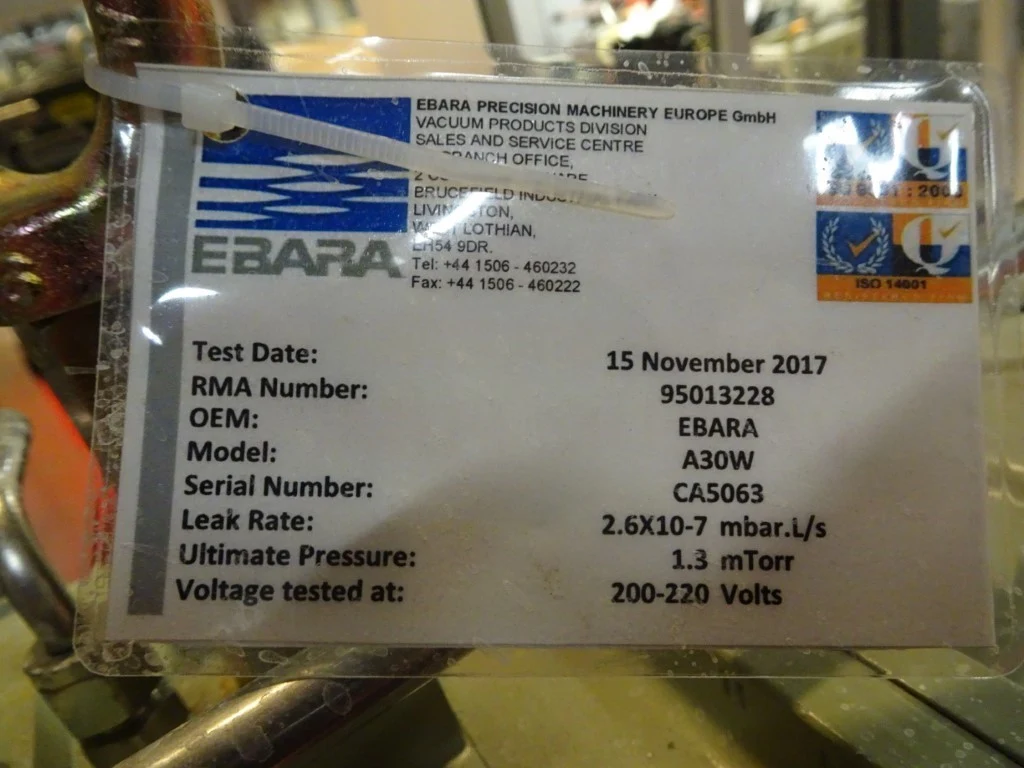 EBARA
EBARA PRECISION MACHINERY EUROPE GmbH
VACUUM PRODUCTS DIVISION
SALES AND SERVICE CENTRE
OFFICE,
2
BRUCEFIELD
LIVINGSTON,
WEST LOTHIAN,
EH54 9DR.
Tel: +44 1506 - 460232
Fax: +44 1506 - 460222
ISO 14001
Test Date: 15 November 2017
RMA Number: 95013228
OEM: EBARA
Model: A30W
Serial Number: CA5063
Leak Rate: 2.6X10-7 mbar.L/s
Ultimate Pressure: 1.3 mTorr
Voltage tested at: 200-220 Volts